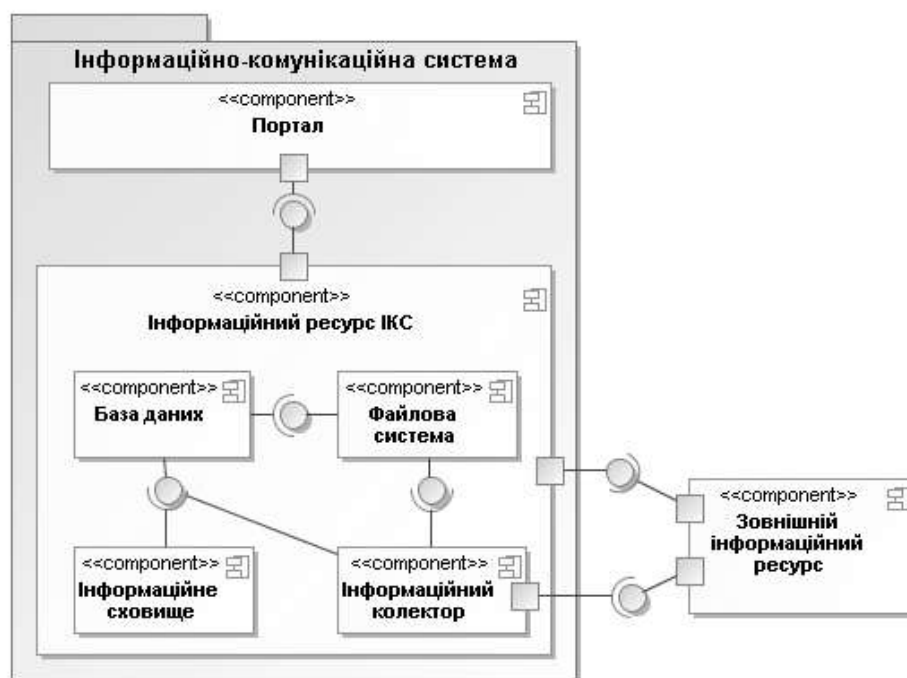 Інформаційно-комунікаційна система
<<component>>
Портал
<<component>>
Інформаційний ресурс ІКС
<<component>>
База даних
<<component>>
Файлова
система
<<component>>
Інформаційне
сховище
<<component>>
Інформаційний
колектор
<<component>>
Зовнішній
інформаційний
ресурс